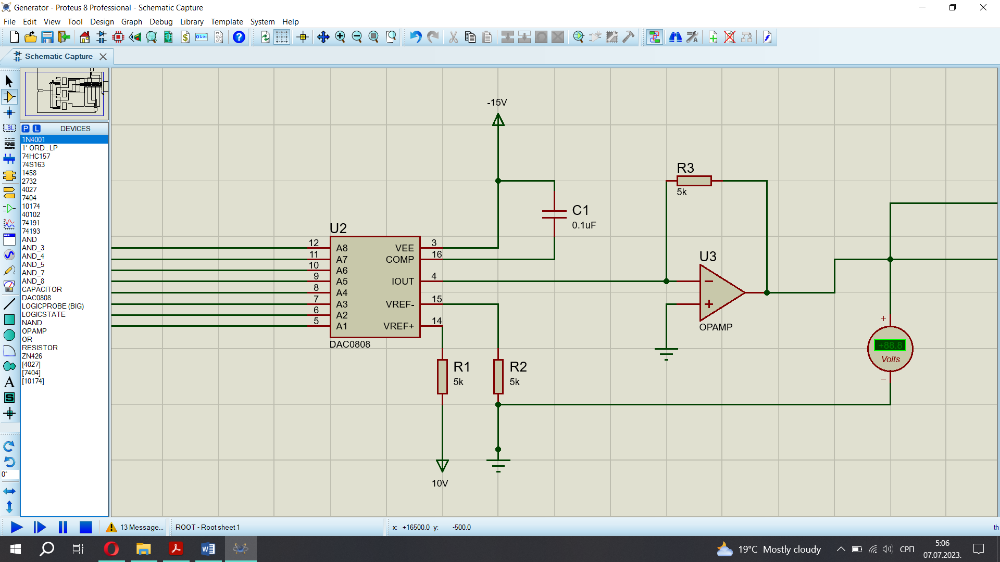 Generator - Proteus 8 Professional - Schematic Capture
File Edit View Tool Design Graph Debug Library Template System Help
Schematic Capture
P L DEVICES
1N4001
1° ORD : LP
74HC157
74S163
1458
2732
4027
7404
10174
40102
74191
74193
AND
AND_3
AND_4
AND_5
AND_7
AND_8
CAPACITOR
DAC0808
LOGICPROBE (BIG)
LOGICSTATE
NAND
OPAMP
OR
RESISTOR
ZN426
[4027]
[7404]
[10174]
LBL
A
S
0°
-15V
R3
5k
C1
0.1uF
U2
12 A8 VEE 3
11 A7 COMP 16
10 A6
9 A5 IOUT 4
8 A4
7 A3 VREF- 15
6 A2
5 A1 VREF+ 14
DAC0808
U3
−
+
OPAMP
R1
5k
R2
5k
10V
+
+88.8
Volts
−
13 Message...
ROOT - Root sheet 1
x: +16500.0 y: -500.0
th
19°C Mostly cloudy
СРП
5:06
07.07.2023.